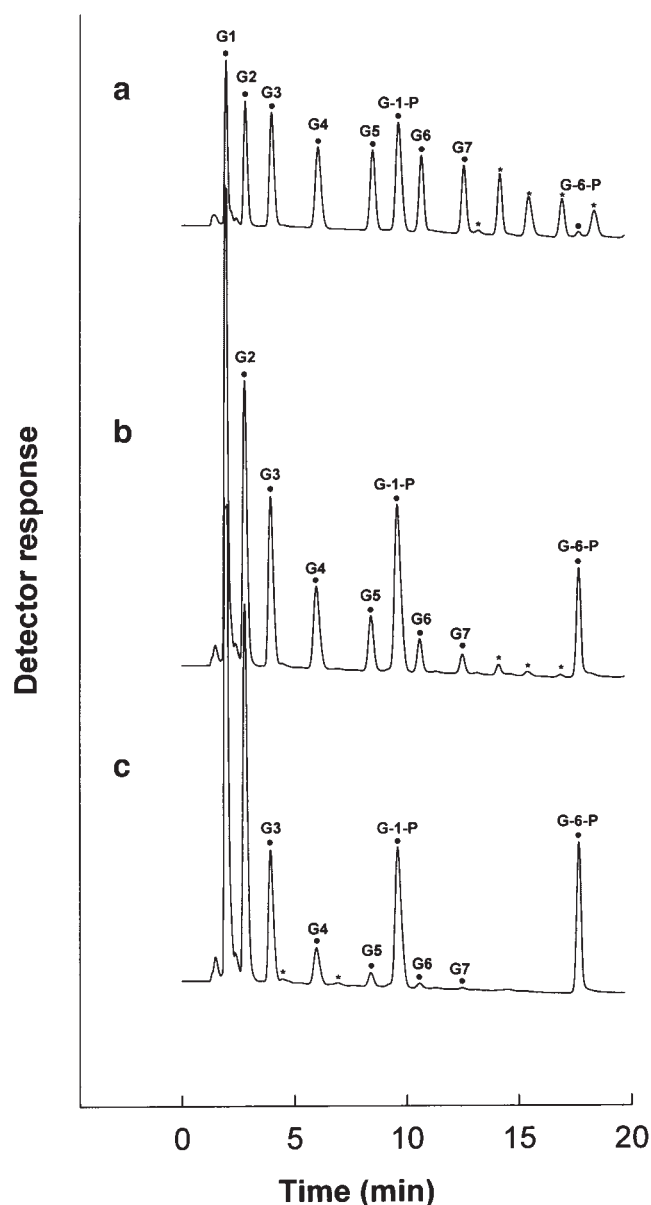 a
G1
G2
G3
G4
G5
G-1-P
G6
G7
*
*
*
*
G-6-P
*
b
G2
G3
G4
G5
G-1-P
G6
G7
*
*
*
G-6-P
c
G3
*
G4
*
G5
G-1-P
G6
G7
G-6-P
Detector response
0 5 10 15 20
Time (min)